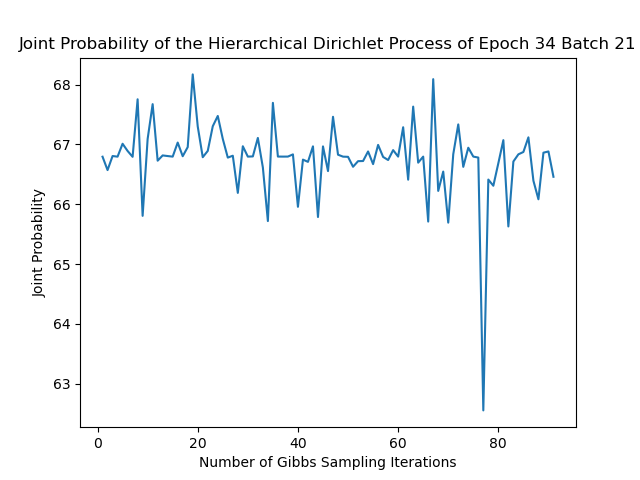 Joint Probability of the Hierarchical Dirichlet Process of Epoch 34 Batch 21
68
67
66
65
64
63
Joint Probability
0 20 40 60 80
Number of Gibbs Sampling Iterations